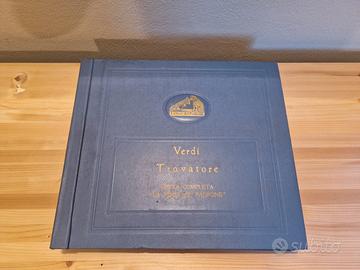 Verdi
Trovatore
OPERA COMPLETA
"LA VOCE DEL PADRONE"
SUBITO